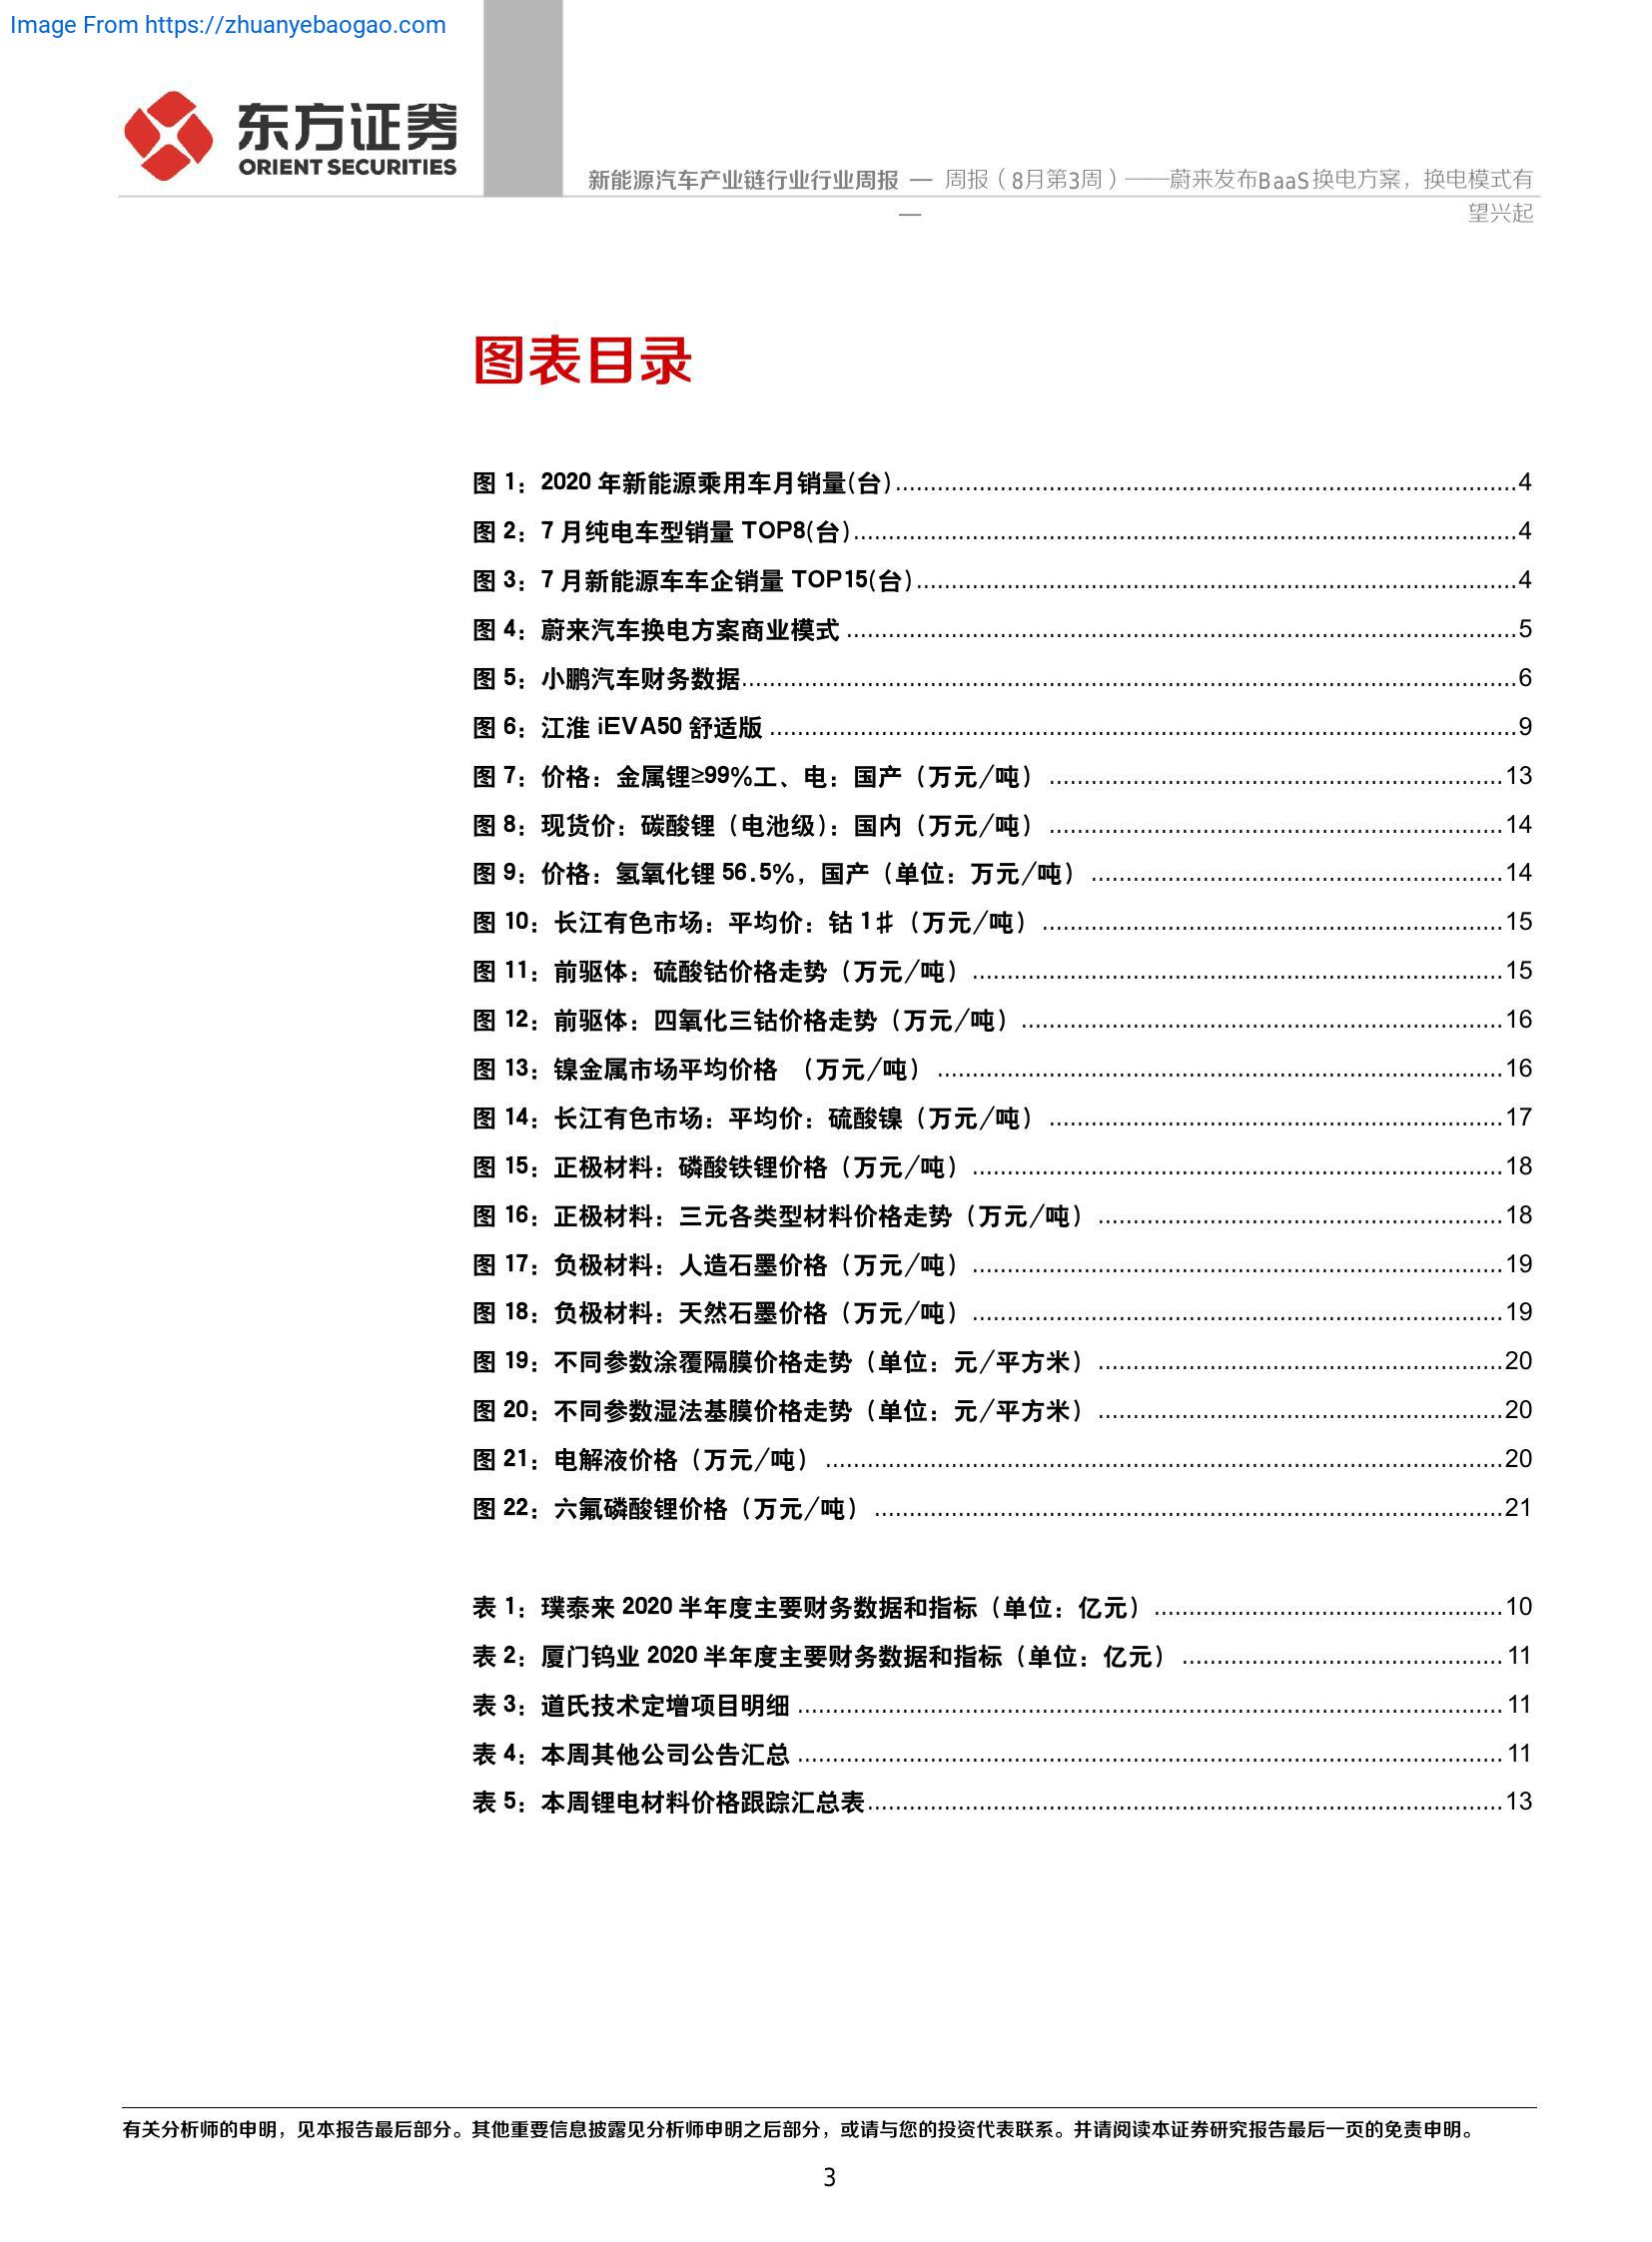 Image From https://zhuanyebaogao.com
东方证券
ORIENT SECURITIES
新能源汽车产业链行业行业周报 — 周报（8月第3周）——蔚来发布BaaS换电方案，换电模式有
—
望兴起
图表目录
图 1：2020 年新能源乘用车月销量(台)........................................4
图 2：7 月纯电车型销量 TOP8(台)........................................4
图 3：7 月新能源车车企销量 TOP15(台)........................................4
图 4：蔚来汽车换电方案商业模式 ........................................5
图 5：小鹏汽车财务数据........................................6
图 6：江淮 iEVA50 舒适版 ........................................9
图 7：价格：金属锂≥99%工、电：国产（万元/吨） ........................................13
图 8：现货价：碳酸锂（电池级）：国内（万元/吨） ........................................14
图 9：价格：氢氧化锂 56.5%，国产（单位：万元/吨） ........................................14
图 10：长江有色市场：平均价：钴 1#（万元/吨） ........................................15
图 11：前驱体：硫酸钴价格走势（万元/吨） ........................................15
图 12：前驱体：四氧化三钴价格走势（万元/吨） ........................................16
图 13：镍金属市场平均价格 （万元/吨） ........................................16
图 14：长江有色市场：平均价：硫酸镍（万元/吨） ........................................17
图 15：正极材料：磷酸铁锂价格（万元/吨） ........................................18
图 16：正极材料：三元各类型材料价格走势（万元/吨） ........................................18
图 17：负极材料：人造石墨价格（万元/吨） ........................................19
图 18：负极材料：天然石墨价格（万元/吨） ........................................19
图 19：不同参数涂覆隔膜价格走势（单位：元/平方米） ........................................20
图 20：不同参数湿法基膜价格走势（单位：元/平方米） ........................................20
图 21：电解液价格（万元/吨） ........................................20
图 22：六氟磷酸锂价格（万元/吨） ........................................21
表 1：璞泰来 2020 半年度主要财务数据和指标（单位：亿元）........................................10
表 2：厦门钨业 2020 半年度主要财务数据和指标（单位：亿元） ........................................11
表 3：道氏技术定增项目明细 ........................................11
表 4：本周其他公司公告汇总 ........................................11
表 5：本周锂电材料价格跟踪汇总表........................................13
有关分析师的申明，见本报告最后部分。其他重要信息披露见分析师申明之后部分，或请与您的投资代表联系。并请阅读本证券研究报告最后一页的免责申明。
3